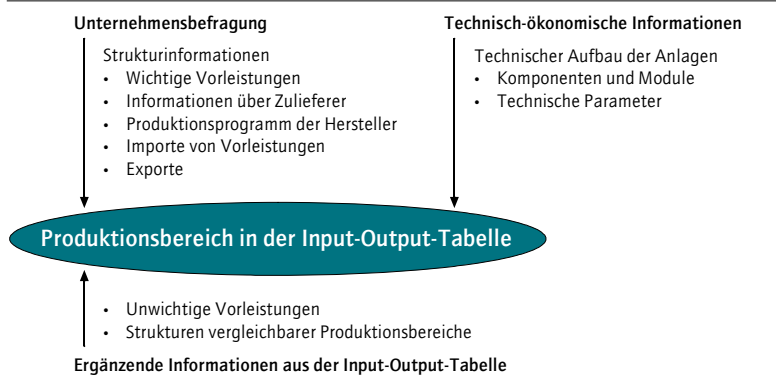 Unternehmensbefragung
Strukturinformationen
• Wichtige Vorleistungen
• Informationen über Zulieferer
• Produktionsprogramm der Hersteller
• Importe von Vorleistungen
• Exporte
Technisch-ökonomische Informationen
Technischer Aufbau der Anlagen
• Komponenten und Module
• Technische Parameter
Produktionsbereich in der Input-Output-Tabelle
• Unwichtige Vorleistungen
• Strukturen vergleichbarer Produktionsbereiche
Ergänzende Informationen aus der Input-Output-Tabelle